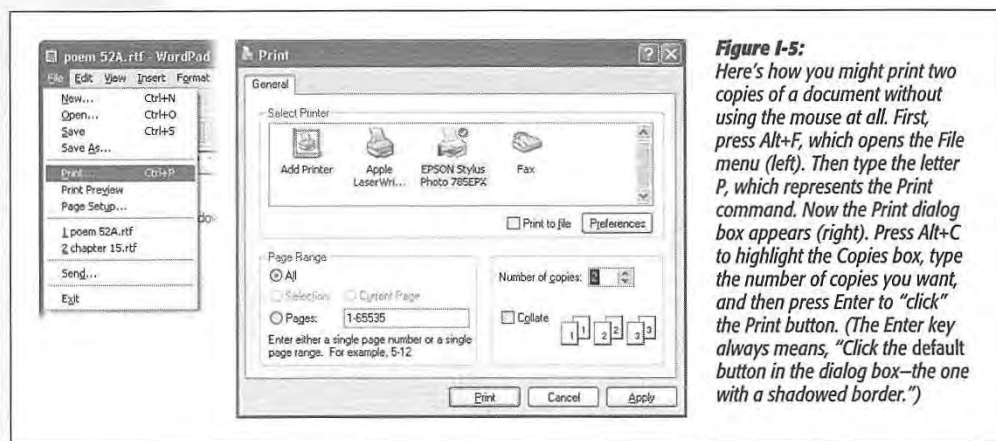 poem 52A.rtf - WordPad
File Edit View Insert Format
New... Ctrl+N
Open... Ctrl+O
Save Ctrl+S
Save As...
Print... Ctrl+P
Print Preview
Page Setup...
1 poem 52A.rtf
2 chapter 15.rtf
Send...
Exit
Print
General
Select Printer
Add Printer
Apple
LaserWri...
EPSON Stylus
Photo 785EPX
Fax
Print to file
Preferences
Page Range
All
Selection
Current Page
Pages:
1-65535
Enter either a single page number or a single
page range. For example, 5-12
Number of copies: 2
Collate
1 1 2 2 3 3
Print
Cancel
Apply
Figure I-5:
Here's how you might print two
copies of a document without
using the mouse at all. First,
press Alt+F, which opens the File
menu (left). Then type the letter
P, which represents the Print
command. Now the Print dialog
box appears (right). Press Alt+C
to highlight the Copies box, type
the number of copies you want,
and then press Enter to “click”
the Print button. (The Enter key
always means, “Click the default
button in the dialog box—the one
with a shadowed border.”)